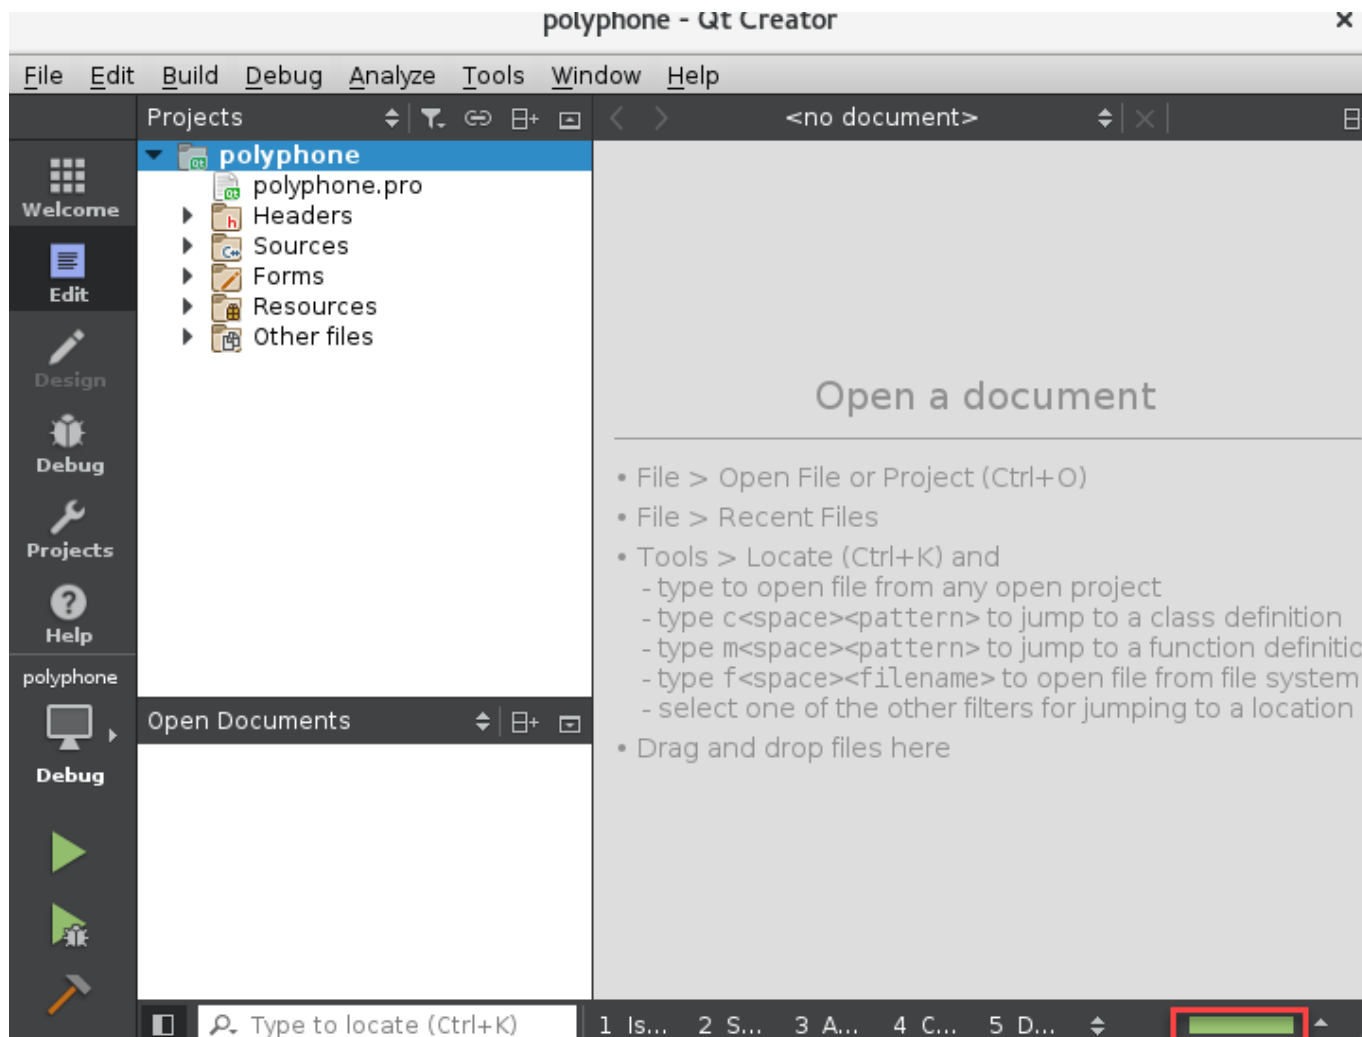 polyphone - Qt Creator
File Edit Build Debug Analyze Tools Window Help
Projects
<no document>
Welcome
Edit
Design
Debug
Projects
Help
polyphone
Debug
polyphone
polyphone.pro
Headers
Sources
Forms
Resources
Other files
Open Documents
Open a document
• File > Open File or Project (Ctrl+O)
• File > Recent Files
• Tools > Locate (Ctrl+K) and
- type to open file from any open project
- type c<space><pattern> to jump to a class definition
- type m<space><pattern> to jump to a function definitio
- type f<space><filename> to open file from file system
- select one of the other filters for jumping to a location
• Drag and drop files here
Type to locate (Ctrl+K)
1 Is... 2 S... 3 A... 4 C... 5 D...